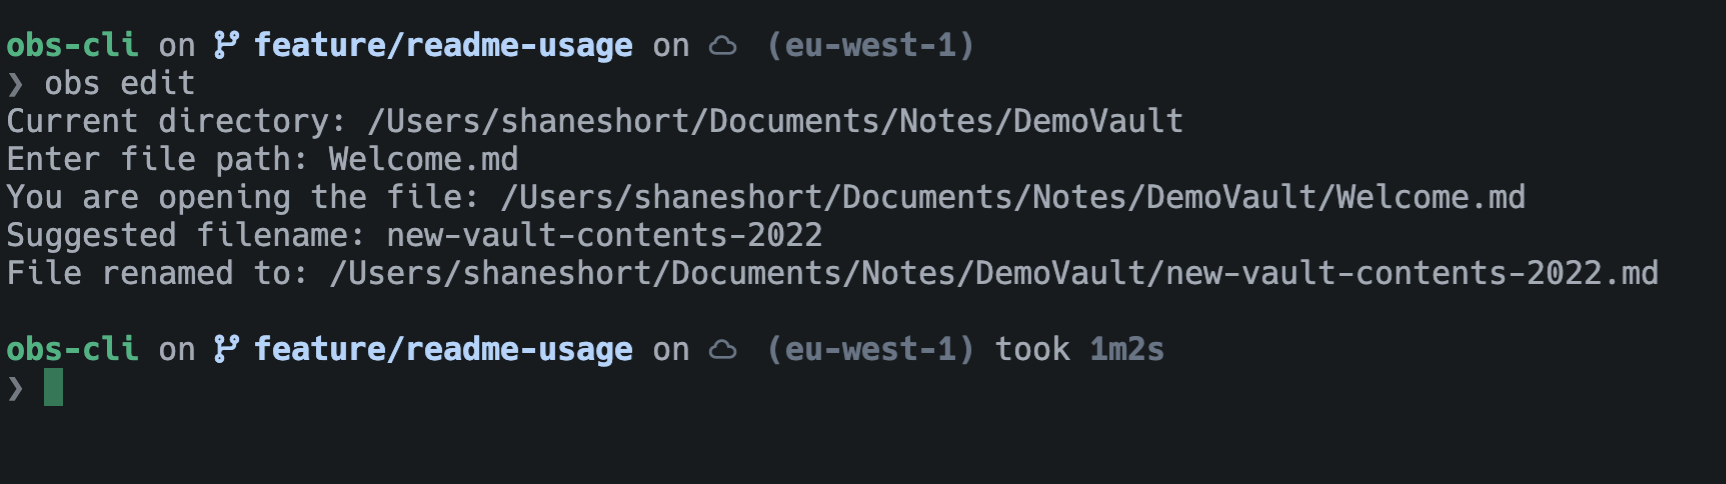 obs-cli on feature/readme-usage on (eu-west-1)
❯ obs edit
Current directory: /Users/shaneshort/Documents/Notes/DemoVault
Enter file path: Welcome.md
You are opening the file: /Users/shaneshort/Documents/Notes/DemoVault/Welcome.md
Suggested filename: new-vault-contents-2022
File renamed to: /Users/shaneshort/Documents/Notes/DemoVault/new-vault-contents-2022.md
obs-cli on feature/readme-usage on (eu-west-1) took 1m2s
❯